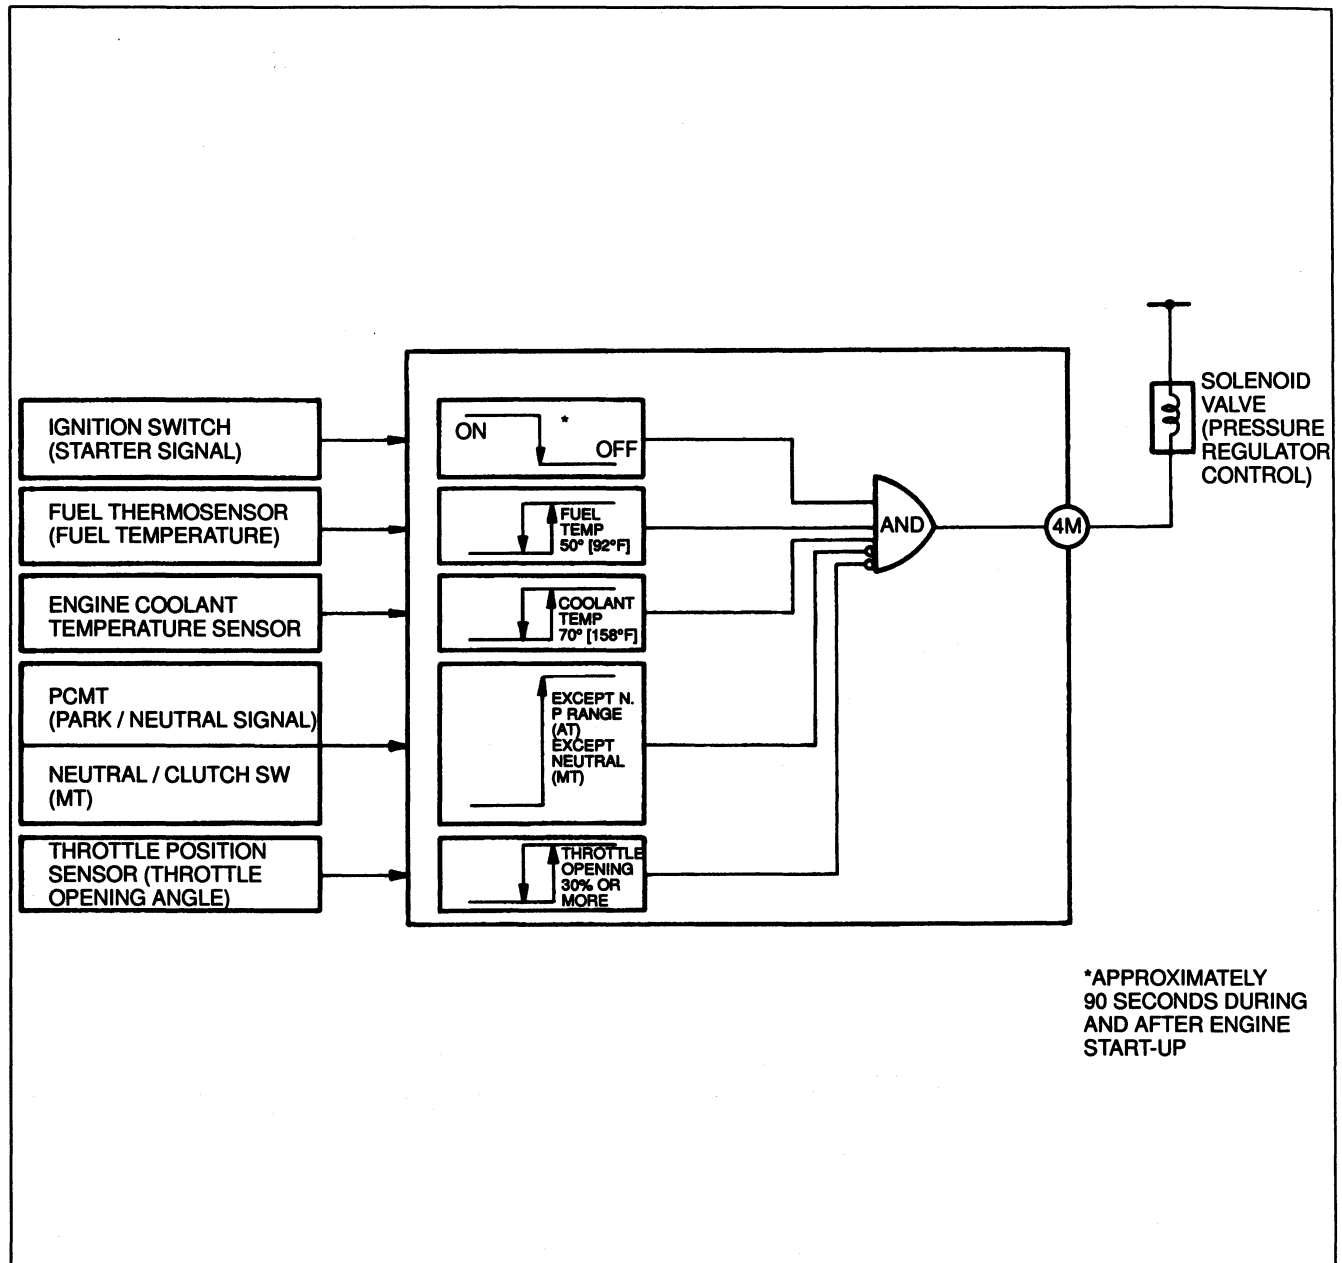 SOLENOID
VALVE
(PRESSURE
REGULATOR
CONTROL)
IGNITION SWITCH
(STARTER SIGNAL)
ON
*
OFF
FUEL THERMOSENSOR
(FUEL TEMPERATURE)
FUEL
TEMP
50° [92°F]
AND
4M
ENGINE COOLANT
TEMPERATURE SENSOR
COOLANT
TEMP
70° [158°F]
PCMT
(PARK / NEUTRAL SIGNAL)
NEUTRAL / CLUTCH SW
(MT)
EXCEPT N.
P RANGE
(AT)
EXCEPT
NEUTRAL
(MT)
THROTTLE POSITION
SENSOR (THROTTLE
OPENING ANGLE)
THROTTLE
OPENING
30% OR
MORE
*APPROXIMATELY
90 SECONDS DURING
AND AFTER ENGINE
START-UP